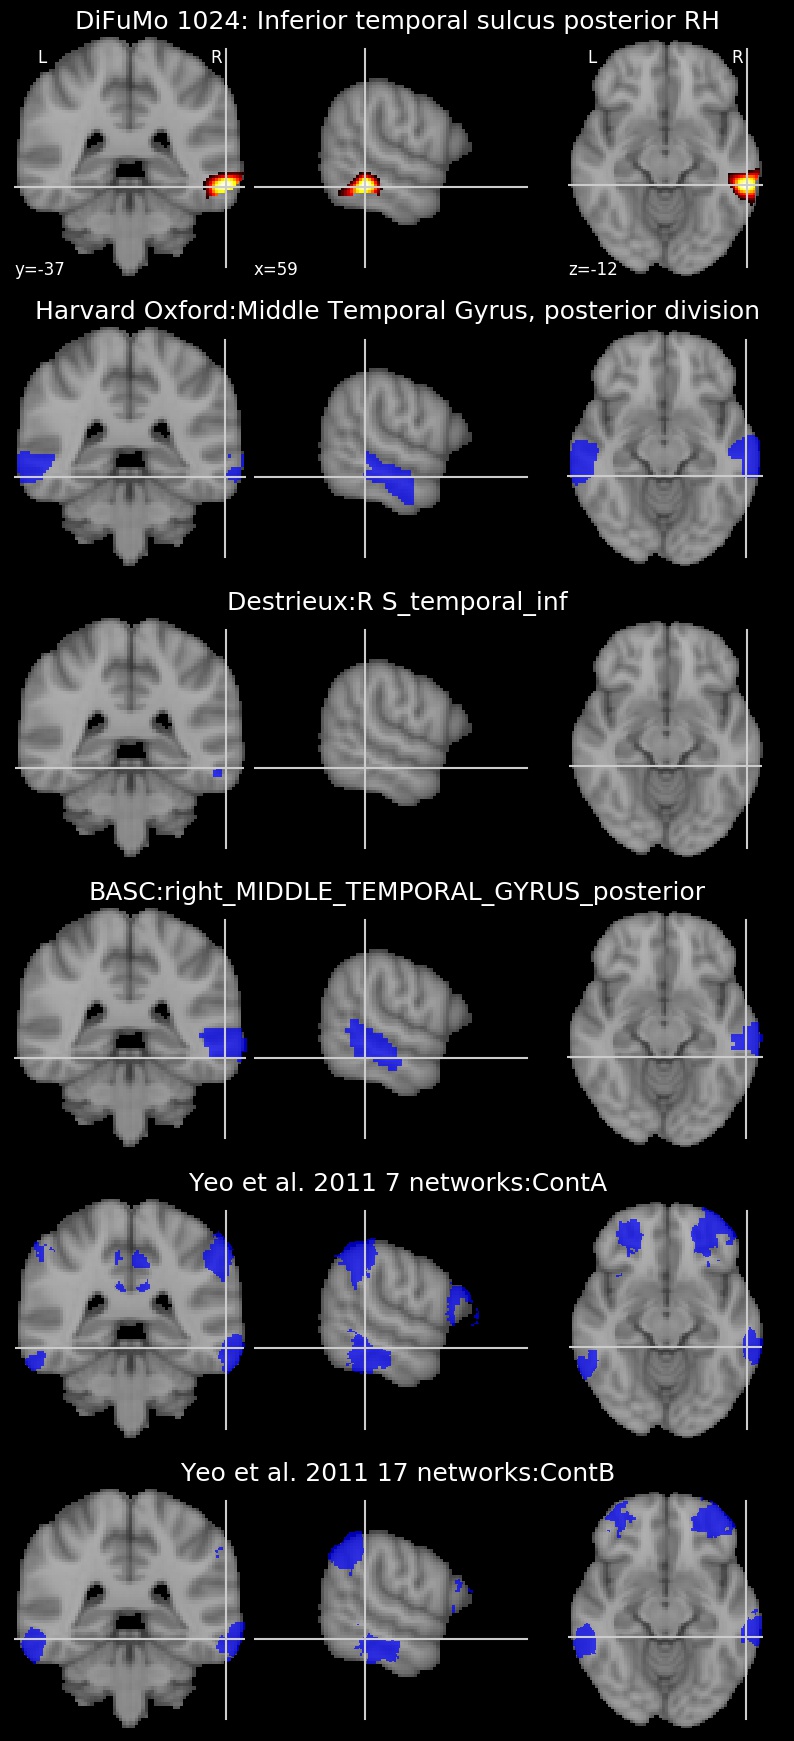 DiFuMo 1024: Inferior temporal sulcus posterior RH
L R L R
y=-37 x=59 z=-12
Harvard Oxford:Middle Temporal Gyrus, posterior division
Destrieux:R S_temporal_inf
BASC:right_MIDDLE_TEMPORAL_GYRUS_posterior
Yeo et al. 2011 7 networks:ContA
Yeo et al. 2011 17 networks:ContB